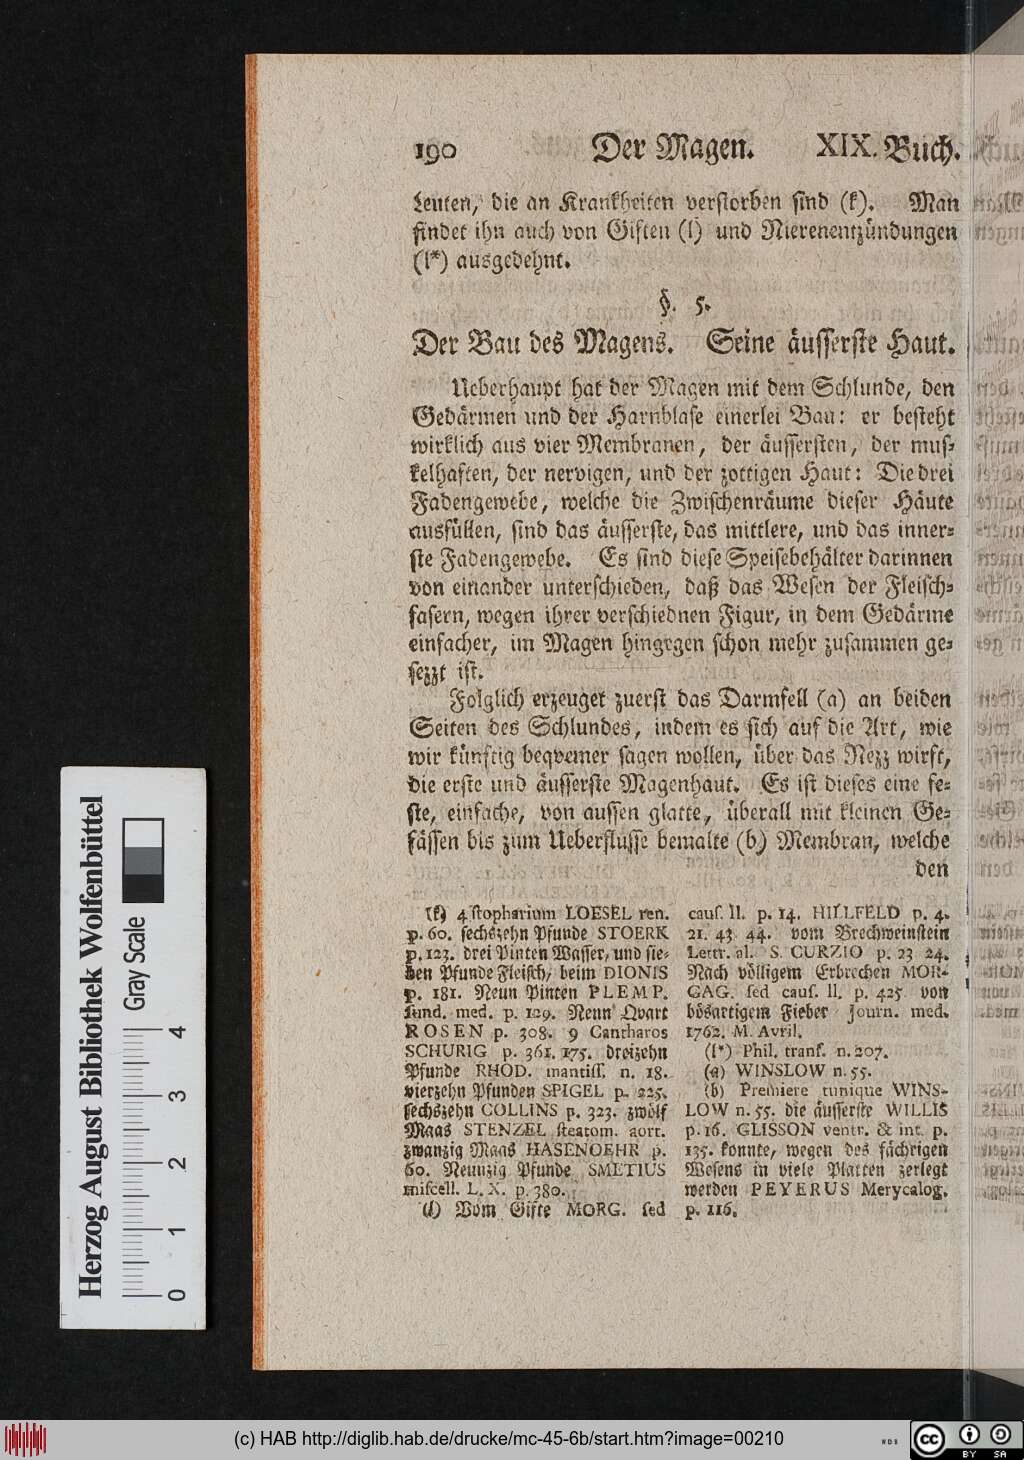 190 Der Magen. XIX. Buch.
Leuten, die an Krankheiten verstorben sind (k). Man
findet ihn auch von Giften (l) und Nierenentzündungen
(l*) ausgedehnt.
§. 5.
Der Bau des Magens. Seine äusserste Haut.
Ueberhaupt hat der Magen mit dem Schlunde, den
Gedärmen und der Harnblase einerlei Bau: er besteht
wirklich aus vier Membranen, der äussersten, der mus-
kelhaften, der nervigen, und der zottigen Haut: Die drei
Fadengewebe, welche die Zwischenräume dieser Häute
ausfüllen, sind das äusserste, das mittlere, und das inner-
ste Fadengewebe. Es sind diese Speisebehälter darinnen
von einander unterschieden, daß das Wesen der Fleisch-
fasern, wegen ihrer verschiednen Figur, in dem Gedärme
einfacher, im Magen hingegen schon mehr zusammen ge-
sezzt ist.
Folglich erzeuget zuerst das Darmfell (a) an beiden
Seiten des Schlundes, indem es sich auf die Art, wie
wir künftig beqvemer sagen wollen, über das Nezz wirft,
die erste und äusserste Magenhaut. Es ist dieses eine fe-
ste, einfache, von aussen glatte, überall mit kleinen Ge-
fässen bis zum Ueberflusse bemalte (b) Membran, welche
den
(k) 4 stopharium LOESEL ren.
p. 60. sechszehn Pfunde STOERK
p. 123. drei Pinten Wasser, und sie-
ben Pfunde Fleisch, beim DIONIS
p. 181. Neun Pinten PLEMP.
fund. med. p. 129. Neun Qvart
ROSEN p. 308. 9 Cantharos
SCHURIG p. 361. 175. dreizehn
Pfunde RHOD. mantiss. n. 18.
vierzehn Pfunden SPIGEL p. 225.
sechszehn COLLINS p. 323. zwölf
Maas STENZEL steatom. aort.
zwanzig Maas HASENOEHR p.
60. Neunzig Pfunde SMETIUS
miscell. L. X. p. 380.
(l) Vom Gifte MORG. sed
caus. II. p. 14. HILLFELD p. 4.
21. 43. 44. vom Brechweinstein
Lettr. al. S. CURZIO p. 23 24.
Nach völligem Erbrechen MOR-
GAG. sed caus. II. p. 425 von
bösartigem Fieber Journ. med.
1762. M. Avril.
(l*) Phil. trans. n. 207.
(a) WINSLOW n. 55.
(b) Premiere tunique WINS-
LOW n. 55. die äusserste WILLIS
p. 16. GLISSON ventr. & int. p.
135. konnte, wegen des fächrigen
Wesens in viele Platten zerlegt
werden PEYERUS Merycalog.
p. 116.
Herzog August Bibliothek Wolfenbüttel
Gray Scale
0 1 2 3 4
(c) HAB http://diglib.hab.de/drucke/mc-45-6b/start.htm?image=00210
cc BY SA